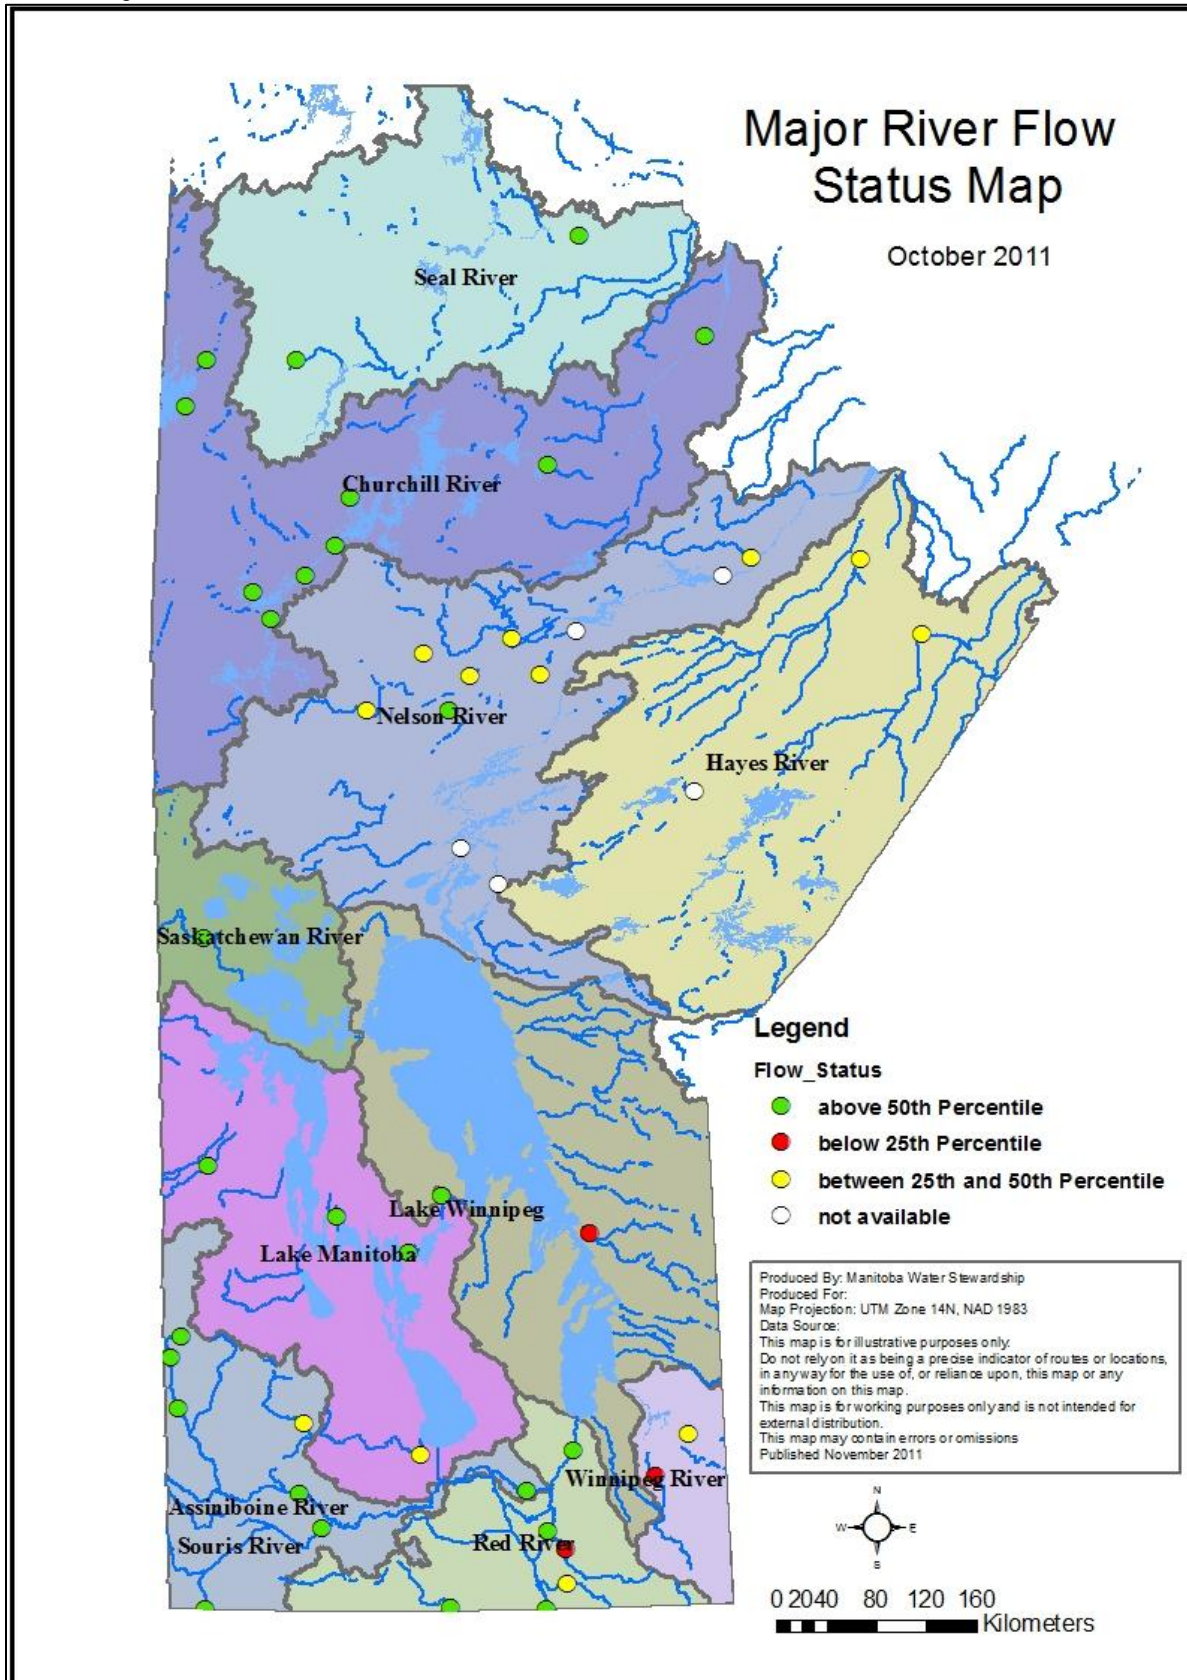 Major River Flow
Status Map
October 2011
Seal River
Churchill River
Nelson River
Hayes River
Saskatchewan River
Lake Winnipeg
Lake Manitoba
Winnipeg River
Assiniboine River
Souris River
Red River
Legend
Flow_Status
above 50th Percentile
below 25th Percentile
between 25th and 50th Percentile
not available
Produced By: Manitoba Water Stewardship
Produced For:
Map Projection: UTM Zone 14N, NAD 1983
Data Source:
This map is for illustrative purposes only.
Do not rely on it as being a precise indicator of routes or locations,
in any way for the use of, or reliance upon, this map or any
information on this map.
This map is for working purposes only and is not intended for
external distribution.
This map may contain errors or omissions
Published November 2011
N
W E
S
0 20 40 80 120 160
Kilometers